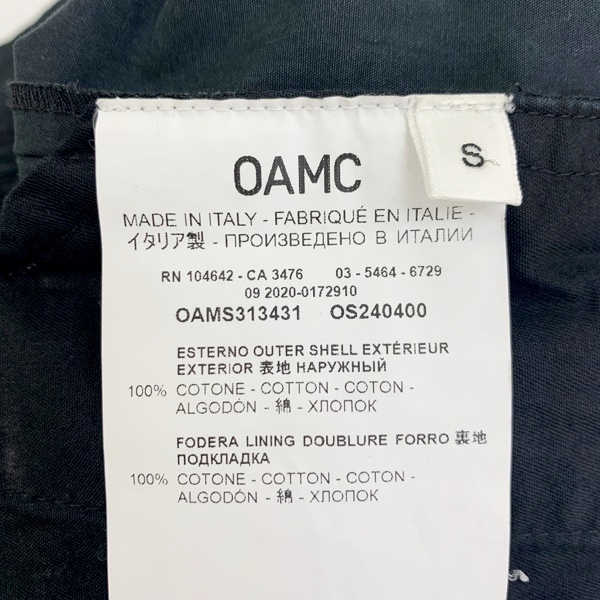 OAMC
S
MADE IN ITALY - FABRIQUÉ EN ITALIE -
イタリア製 - ПРОИЗВЕДЕНО В ИТАЛИИ
RN 104642 - CA 3476 03 - 5464 - 6729
09 2020-0172910
OAMS313431 OS240400
ESTERNO OUTER SHELL EXTÉRIEUR
EXTERIOR 表地 НАРУЖНЫЙ
100% COTONE - COTTON - COTON -
ALGODÓN - 綿 - ХЛОПОК
FODERA LINING DOUBLURE FORRO 裏地
ПОДКЛАДКА
100% COTONE - COTTON - COTON -
ALGODÓN - 綿 - ХЛОПОК